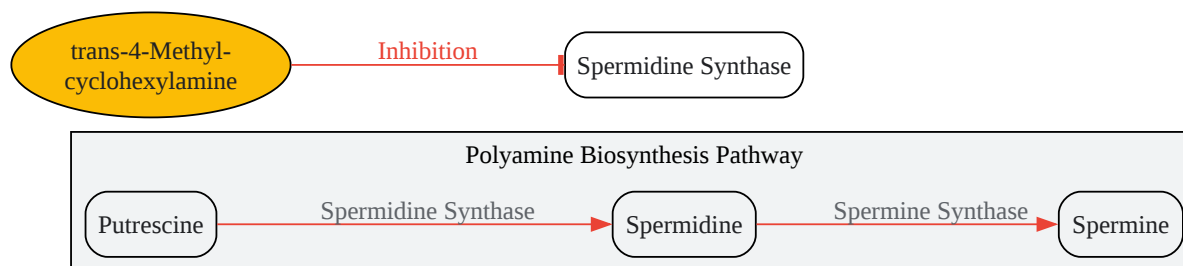 trans-4-Methyl-
cyclohexylamine
Inhibition
Spermidine Synthase
Polyamine Biosynthesis Pathway
Putrescine
Spermidine Synthase
Spermidine
Spermine Synthase
Spermine